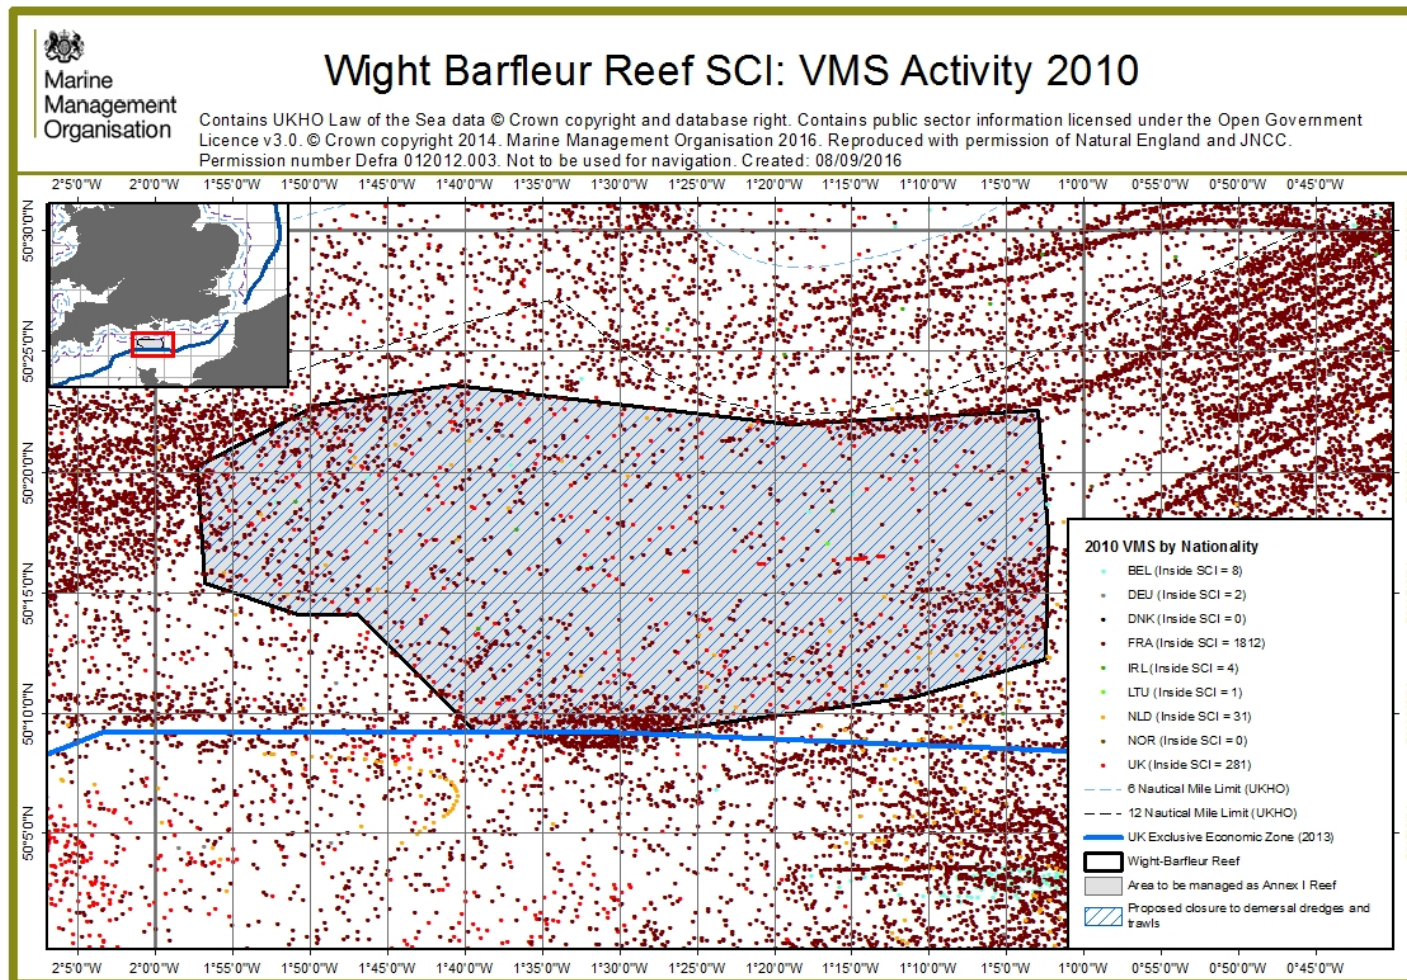 Marine
Management
Organisation
Wight Barfleur Reef SCI: VMS Activity 2010
Contains UKHO Law of the Sea data © Crown copyright and database right. Contains public sector information licensed under the Open Government
Licence v3.0. © Crown copyright 2014. Marine Management Organisation 2016. Reproduced with permission of Natural England and JNCC.
Permission number Defra 012012.003. Not to be used for navigation. Created: 08/09/2016
2°5'0"W 2°0'0"W 1°55'0"W 1°50'0"W 1°45'0"W 1°40'0"W 1°35'0"W 1°30'0"W 1°25'0"W 1°20'0"W 1°15'0"W 1°10'0"W 1°5'0"W 1°0'0"W 0°55'0"W 0°50'0"W 0°45'0"W
50°30'0"N
50°25'0"N
50°20'0"N
50°15'0"N
50°10'0"N
50°5'0"N
2010 VMS by Nationality
BEL (Inside SCI = 8)
DEU (Inside SCI = 2)
DNK (Inside SCI = 0)
FRA (Inside SCI = 1812)
IRL (Inside SCI = 4)
LTU (Inside SCI = 1)
NLD (Inside SCI = 31)
NOR (Inside SCI = 0)
UK (Inside SCI = 281)
6 Nautical Mile Limit (UKHO)
12 Nautical Mile Limit (UKHO)
UK Exclusive Economic Zone (2013)
Wight-Barfleur Reef
Area to be managed as Annex I Reef
Proposed closure to demersal dredges and
trawls
2°5'0"W 2°0'0"W 1°55'0"W 1°50'0"W 1°45'0"W 1°40'0"W 1°35'0"W 1°30'0"W 1°25'0"W 1°20'0"W 1°15'0"W 1°10'0"W 1°5'0"W 1°0'0"W 0°55'0"W 0°50'0"W 0°45'0"W